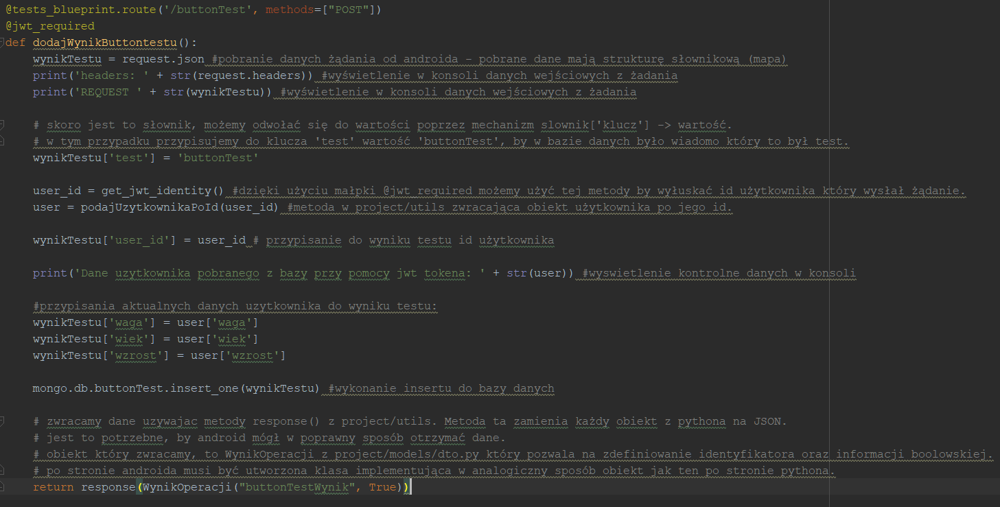 @tests_blueprint.route('/buttonTest', methods=["POST"])
@jwt_required
def dodajWynikButtontestu():
wynikTestu = request.json #pobranie danych żądania od androida - pobrane dane mają strukturę słownikową (mapa)
print('headers: ' + str(request.headers)) #wyświetlenie w konsoli danych wejściowych z żadania
print('REQUEST ' + str(wynikTestu)) #wyświetlenie w konsoli danych wejściowych z żadania
# skoro jest to słownik, możemy odwołać się do wartości poprzez mechanizm slownik['klucz'] -> wartość.
# w tym przypadku przypisujemy do klucza 'test' wartość 'buttonTest', by w bazie danych było wiadomo który to był test.
wynikTestu['test'] = 'buttonTest'
user_id = get_jwt_identity() #dzięki użyciu małpki @jwt_required możemy użyć tej metody by wyłuskać id użytkownika który wysłał żądanie.
user = podajUzytkownikaPoId(user_id) #metoda w project/utils zwracająca obiekt użytkownika po jego id.
wynikTestu['user_id'] = user_id # przypisanie do wyniku testu id użytkownika
print('Dane uzytkownika pobranego z bazy przy pomocy jwt tokena: ' + str(user)) #wyswietlenie kontrolne danych w konsoli
#przypisania aktualnych danych uzytkownika do wyniku testu:
wynikTestu['waga'] = user['waga']
wynikTestu['wiek'] = user['wiek']
wynikTestu['wzrost'] = user['wzrost']
mongo.db.buttonTest.insert_one(wynikTestu) #wykonanie insertu do bazy danych
# zwracamy dane uzywajac metody response() z project/utils. Metoda ta zamienia każdy obiekt z pythona na JSON.
# jest to potrzebne, by android mógł w poprawny sposób otrzymać dane.
# obiekt który zwracamy, to WynikOperacji z project/models/dto.py który pozwala na zdefiniowanie identyfikatora oraz informacji boolowskiej.
# po stronie androida musi być utworzona klasa implementująca w analogiczny sposób obiekt jak ten po stronie pythona.
return response(WynikOperacji("buttonTestWynik", True))